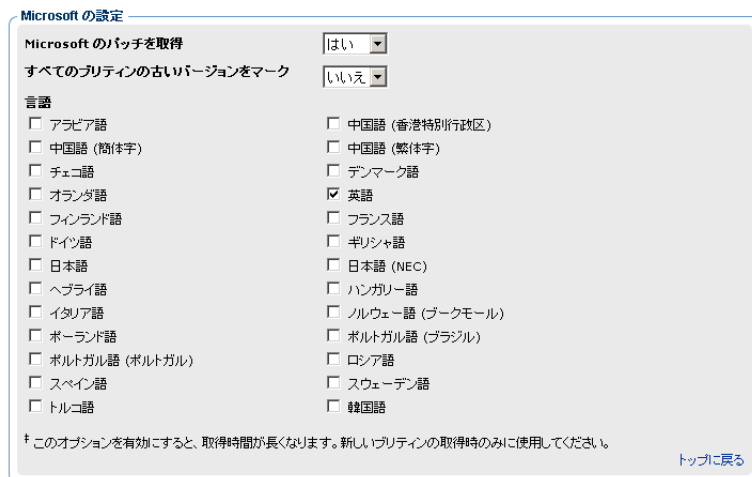 Microsoft の設定
Microsoft のパッチを取得 はい
すべてのブリティンの古いバージョンをマーク いいえ
言語
アラビア語 中国語 (香港特別行政区)
中国語 (簡体字) 中国語 (繁体字)
チェコ語 デンマーク語
オランダ語 英語
フィンランド語 フランス語
ドイツ語 ギリシャ語
日本語 日本語 (NEC)
ヘブライ語 ハンガリー語
イタリア語 ノルウェー語 (ブークモール)
ポーランド語 ポルトガル語 (ブラジル)
ポルトガル語 (ポルトガル) ロシア語
スペイン語 スウェーデン語
トルコ語 韓国語
‡ このオプションを有効にすると、取得時間が長くなります。新しいブリティンの取得時のみに使用してください。
トップに戻る